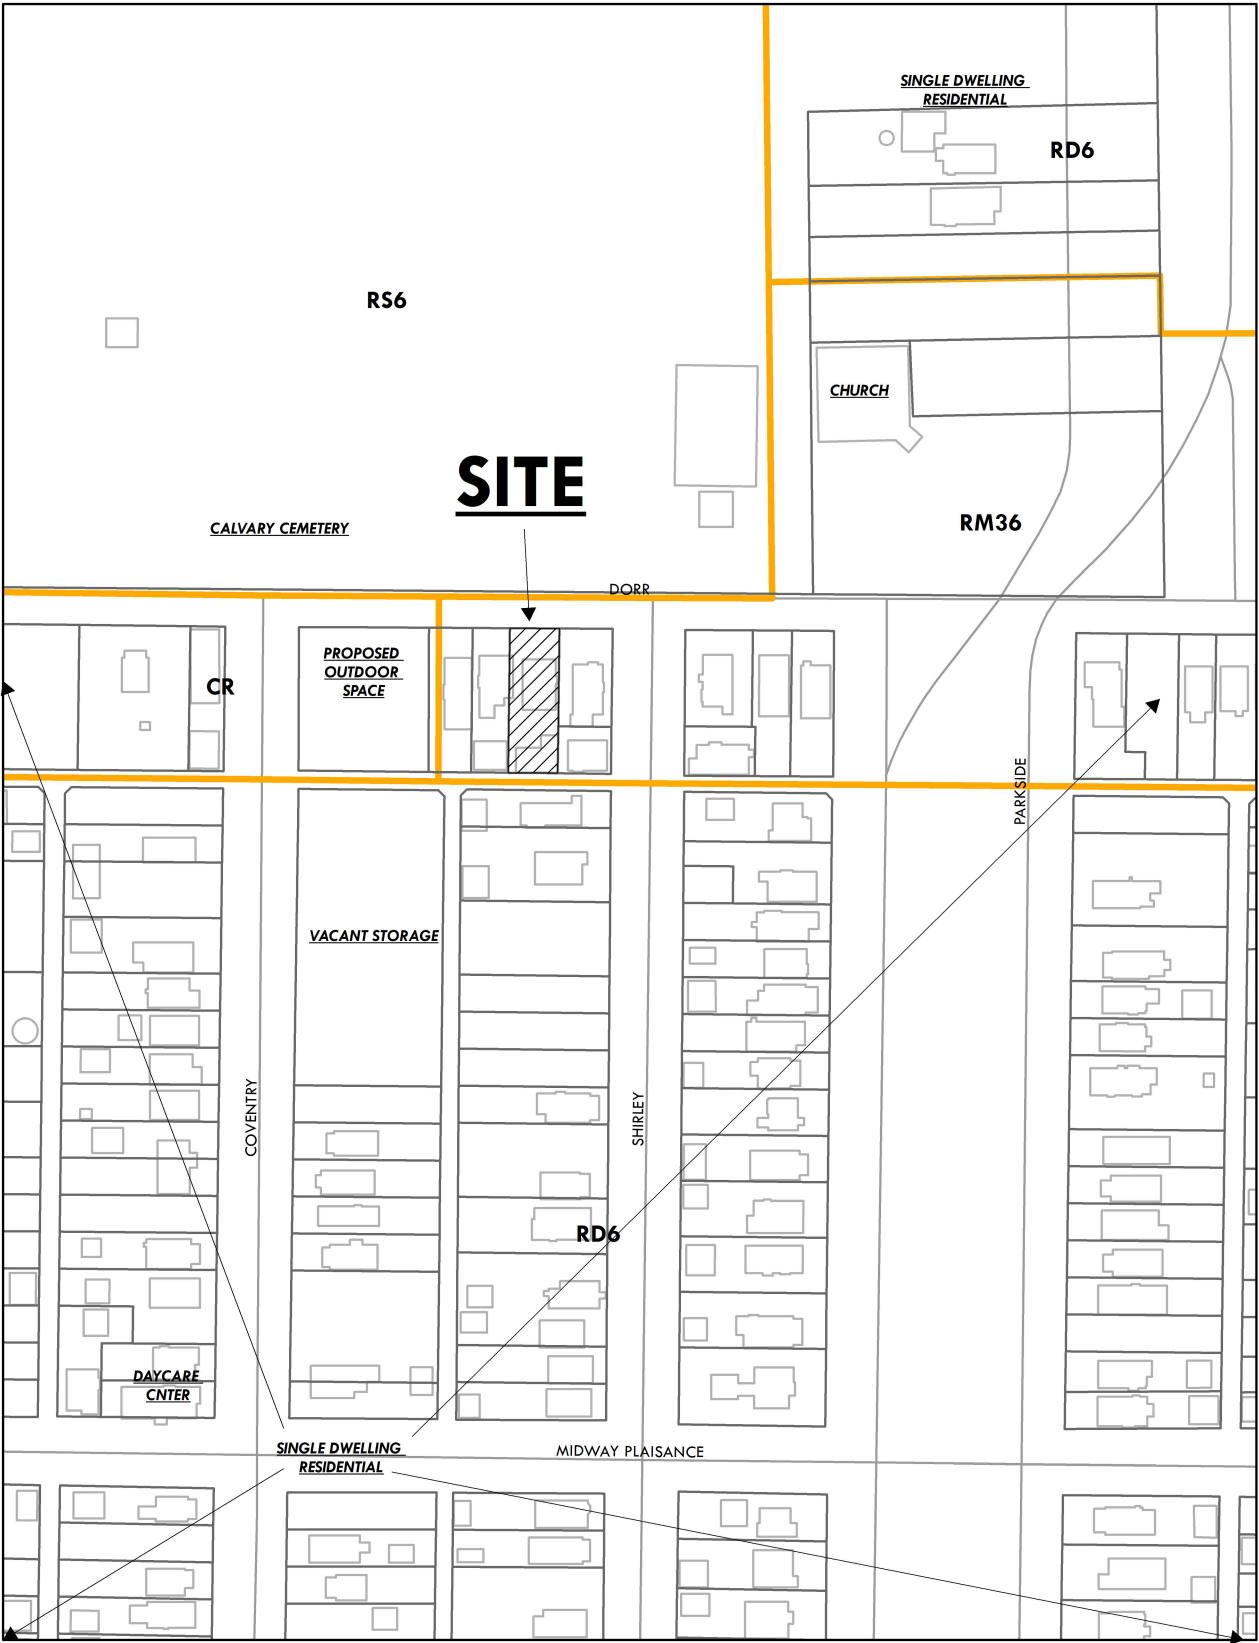 SINGLE DWELLING
RESIDENTIAL
RD6
RS6
CHURCH
SITE
CALVARY CEMETERY
RM36
DORR
PROPOSED
OUTDOOR
SPACE
CR
PARKSIDE
VACANT STORAGE
COVENTRY
SHIRLEY
RD6
DAYCARE
CNTER
SINGLE DWELLING
RESIDENTIAL
MIDWAY PLAISANCE